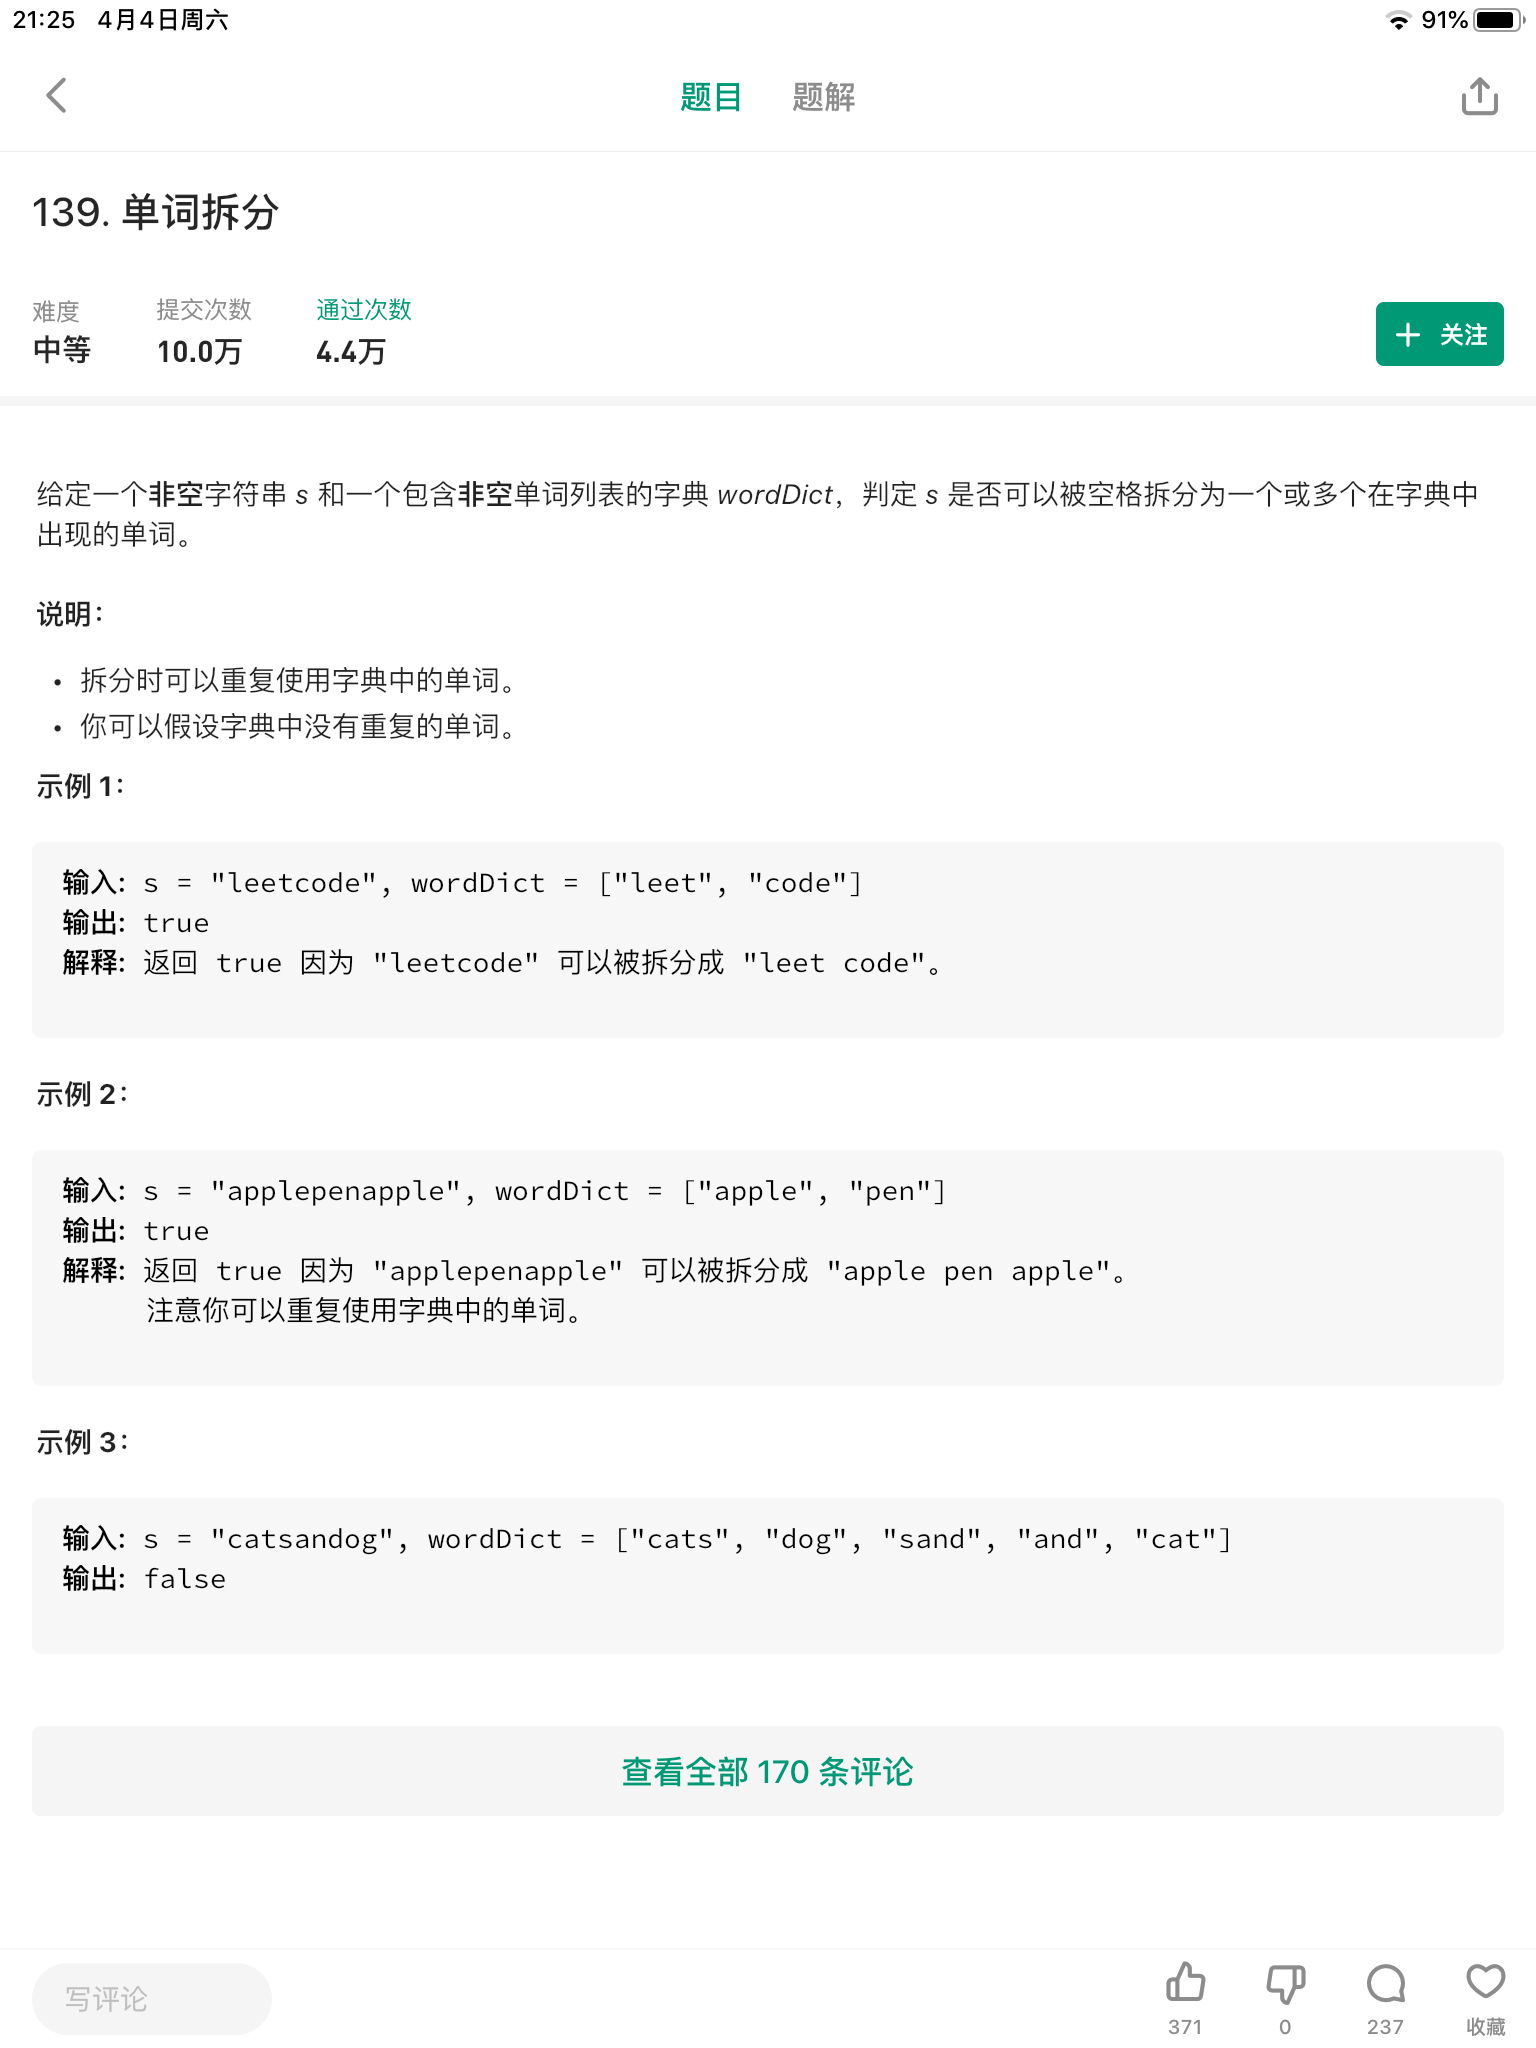 21:25 4月4日周六 91%
题目 题解
139. 单词拆分
难度 提交次数 通过次数
中等 10.0万 4.4万
+ 关注
给定一个非空字符串 s 和一个包含非空单词列表的字典 wordDict，判定 s 是否可以被空格拆分为一个或多个在字典中
出现的单词。
说明：
• 拆分时可以重复使用字典中的单词。
• 你可以假设字典中没有重复的单词。
示例 1：
输入: s = "leetcode", wordDict = ["leet", "code"]
输出: true
解释: 返回 true 因为 "leetcode" 可以被拆分成 "leet code"。
示例 2：
输入: s = "applepenapple", wordDict = ["apple", "pen"]
输出: true
解释: 返回 true 因为 "applepenapple" 可以被拆分成 "apple pen apple"。
注意你可以重复使用字典中的单词。
示例 3：
输入: s = "catsandog", wordDict = ["cats", "dog", "sand", "and", "cat"]
输出: false
查看全部 170 条评论
写评论
371 0 237 收藏